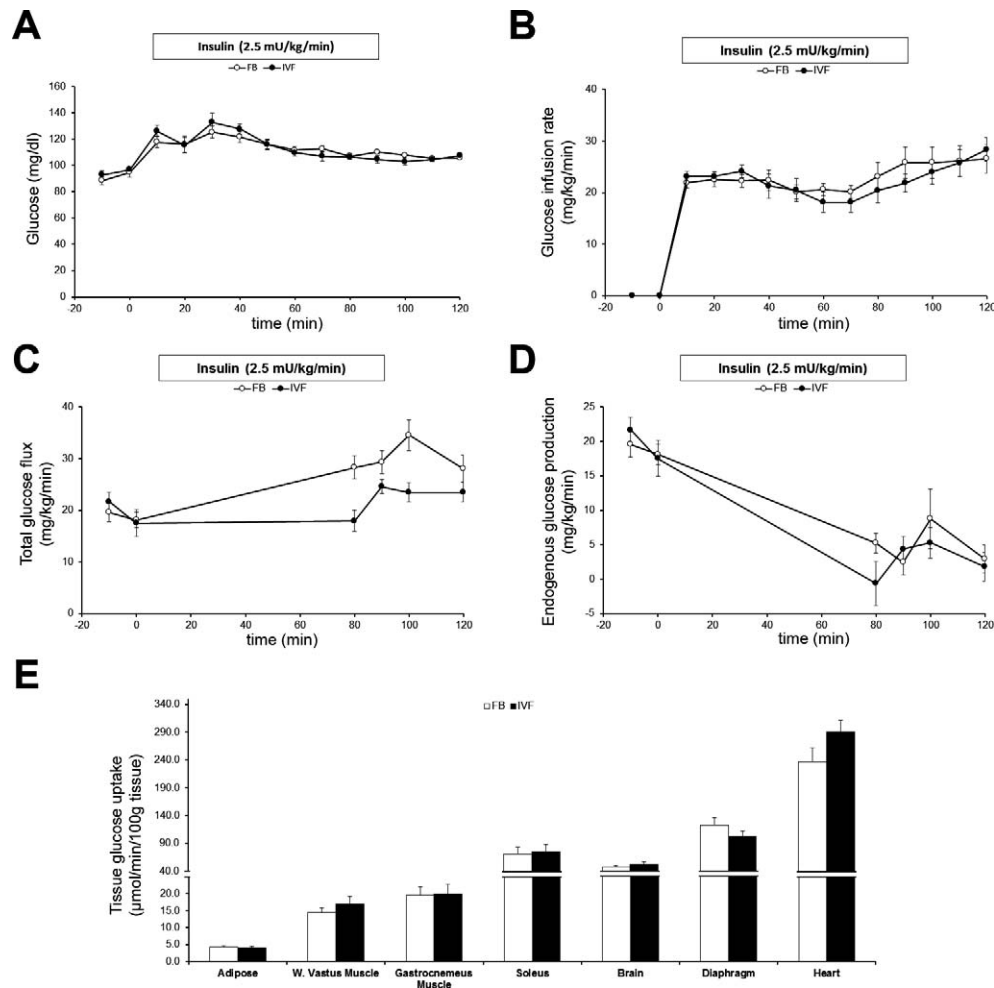 A
Insulin (2.5 mU/kg/min)
FB IVF
Glucose (mg/dl)
160
140
120
100
80
60
40
20
0
-20 0 20 40 60 80 100 120
time (min)
B
Insulin (2.5 mU/kg/min)
FB IVF
Glucose infusion rate
(mg/kg/min)
40
30
20
10
0
-20 0 20 40 60 80 100 120
time (min)
C
Insulin (2.5 mU/kg/min)
FB IVF
Total glucose flux
(mg/kg/min)
40
30
20
10
0
-20 0 20 40 60 80 100 120
time (min)
D
Insulin (2.5 mU/kg/min)
FB IVF
Endogenous glucose production
(mg/kg/min)
25
20
15
10
5
0
-5
-20 0 20 40 60 80 100 120
time (min)
E
FB IVF
Tissue glucose uptake
(µmol/min/100g tissue)
340.0
290.0
240.0
190.0
140.0
90.0
40.0
20.0
15.0
10.0
5.0
0.0
Adipose W. Vastus Muscle Gastrocnemeus Soleus Brain Diaphragm Heart
Muscle